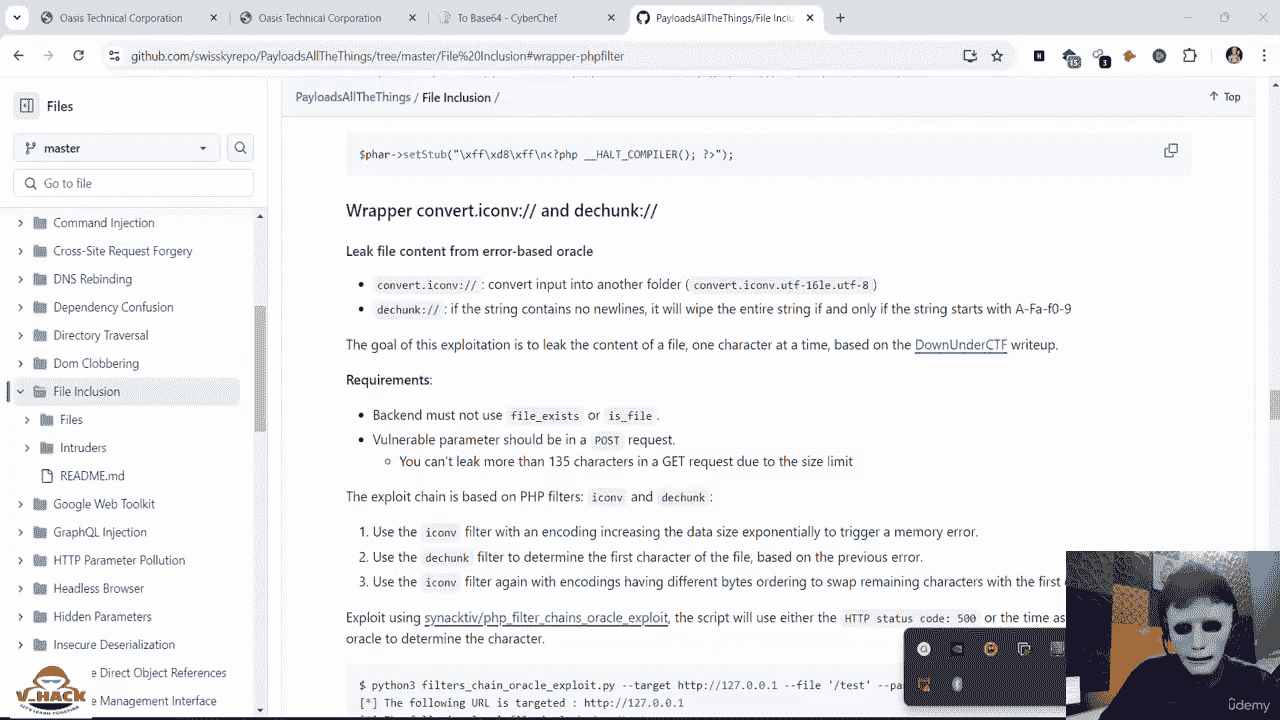 Oasis Technical Corporation
Oasis Technical Corporation
To Base64 - CyberChef
PayloadsAllTheThings/File Inclu
github.com/swisskyrepo/PayloadsAllTheThings/tree/master/File%20Inclusion#wrapper-phpfilter
15
3
Files
PayloadsAllTheThings / File Inclusion /
Top
master
Go to file
Command Injection
Cross-Site Request Forgery
DNS Rebinding
Dependency Confusion
Directory Traversal
Dom Clobbering
File Inclusion
Files
Intruders
README.md
Google Web Toolkit
GraphQL Injection
HTTP Parameter Pollution
Headless Browser
Hidden Parameters
Insecure Deserialization
e Direct Object References
e Management Interface
$phar->setStub("\xff\xd8\xff\n<?php __HALT_COMPILER(); ?>");
Wrapper convert.iconv:// and dechunk://
Leak file content from error-based oracle
• convert.iconv:// : convert input into another folder ( convert.iconv.utf-16le.utf-8 )
• dechunk:// : if the string contains no newlines, it will wipe the entire string if and only if the string starts with A-Fa-f0-9
The goal of this exploitation is to leak the content of a file, one character at a time, based on the DownUnderCTF writeup.
Requirements:
• Backend must not use file_exists or is_file .
• Vulnerable parameter should be in a POST request.
◦ You can't leak more than 135 characters in a GET request due to the size limit
The exploit chain is based on PHP filters: iconv and dechunk :
1. Use the iconv filter with an encoding increasing the data size exponentially to trigger a memory error.
2. Use the dechunk filter to determine the first character of the file, based on the previous error.
3. Use the iconv filter again with encodings having different bytes ordering to swap remaining characters with the first
Exploit using synacktiv/php_filter_chains_oracle_exploit, the script will use either the HTTP status code: 500 or the time as
oracle to determine the character.
$ python3 filters_chain_oracle_exploit.py --target http://127.0.0.1 --file '/test' --pa
[*] The following URL is targeted : http://127.0.0.1
V_HACK
LET'S LEARN TOGETHER
ûdemy